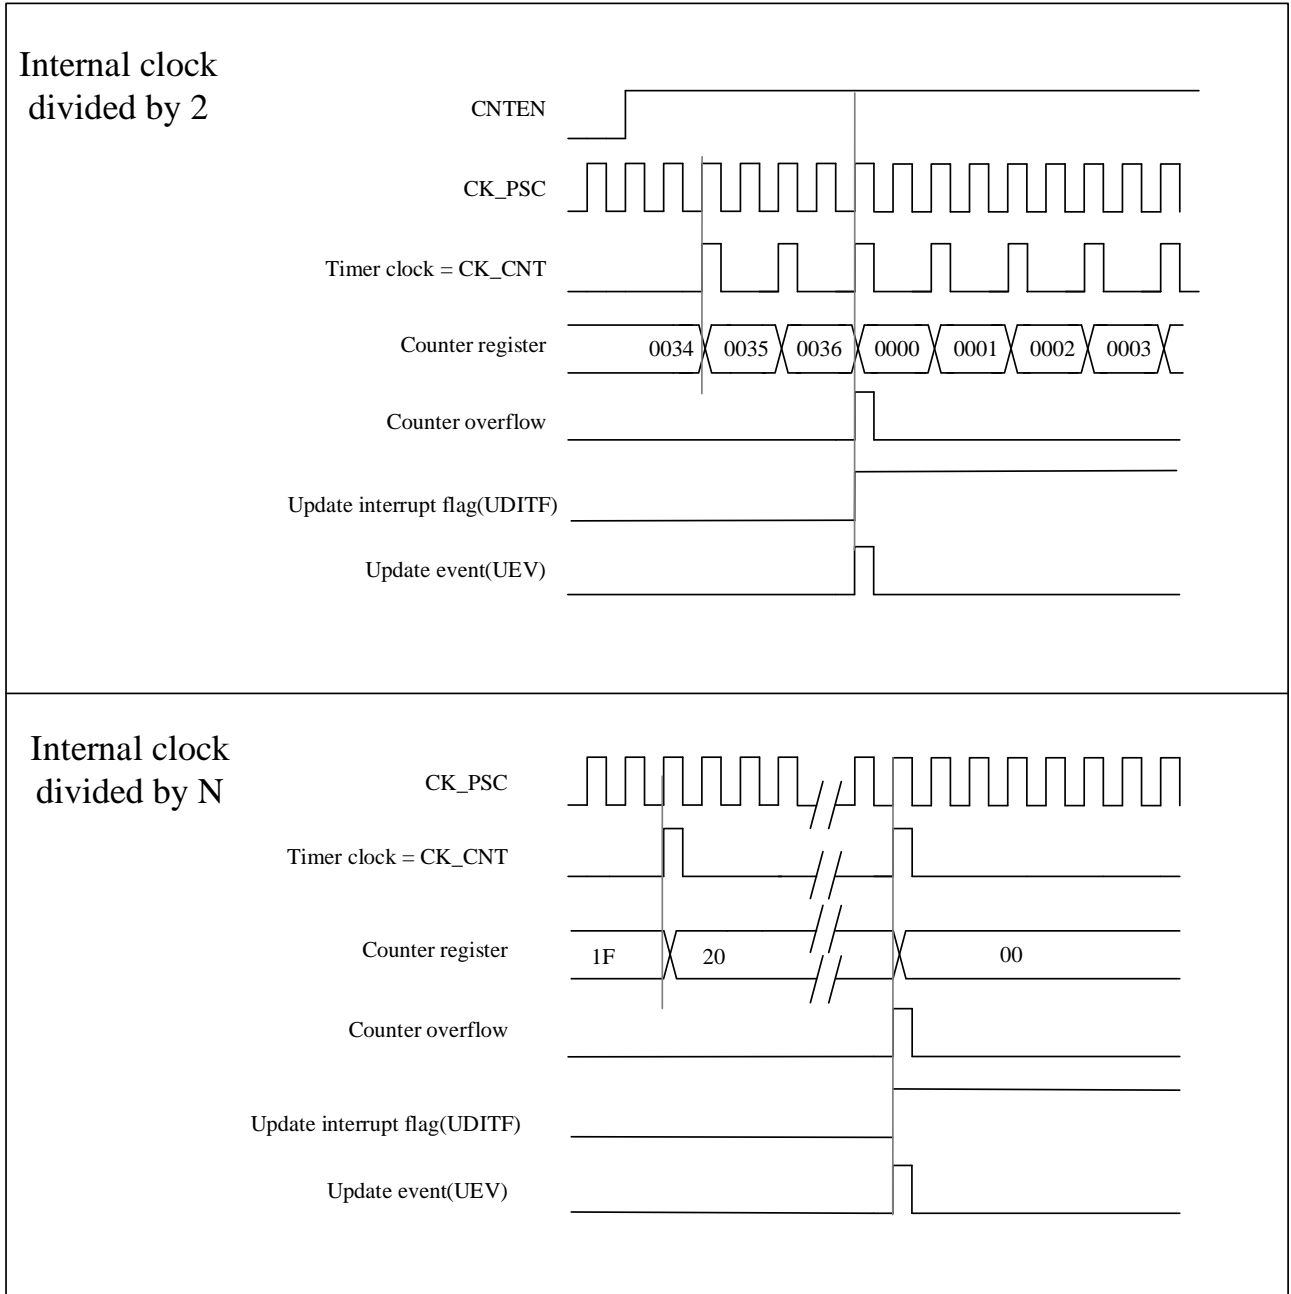 Internal clock
divided by 2
CNTEN
CK_PSC
Timer clock = CK_CNT
Counter register
0034 0035 0036 0000 0001 0002 0003
Counter overflow
Update interrupt flag(UDITF)
Update event(UEV)
Internal clock
divided by N
CK_PSC
Timer clock = CK_CNT
Counter register
1F 20 00
Counter overflow
Update interrupt flag(UDITF)
Update event(UEV)